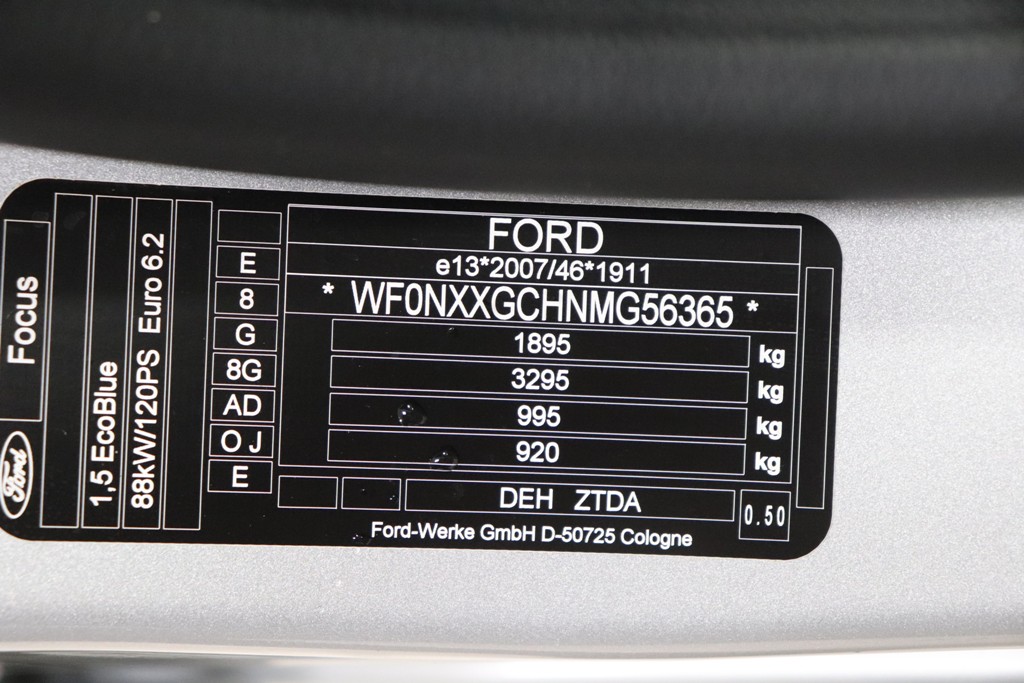 Ford
Focus
1,5 EcoBlue
88kW/120PS Euro 6.2
E
8
G
8G
AD
O J
E
FORD
e13*2007/46*1911
* WF0NXXGCHNMG56365 *
1895 kg
3295 kg
995 kg
920 kg
DEH ZTDA
0.50
Ford-Werke GmbH D-50725 Cologne